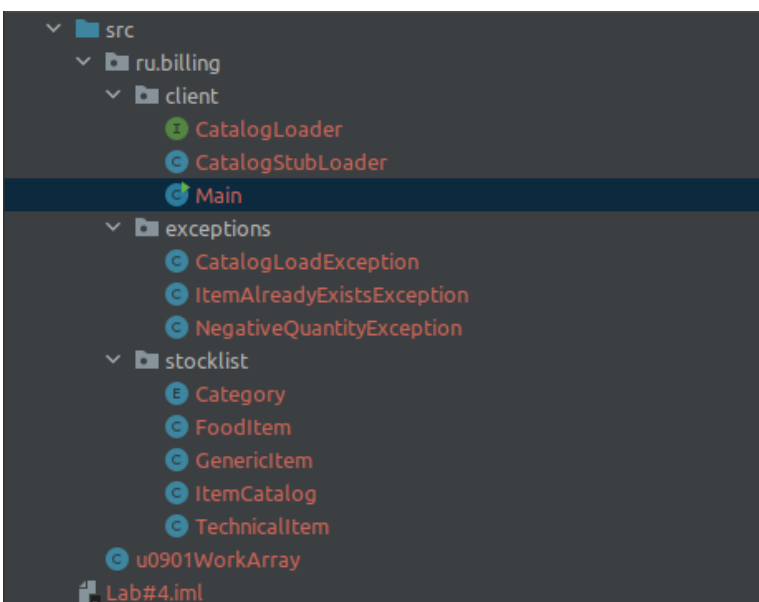 src
ru.billing
client
I CatalogLoader
C CatalogStubLoader
C Main
exceptions
C CatalogLoadException
C ItemAlreadyExistsException
C NegativeQuantityException
stocklist
E Category
C FoodItem
C GenericItem
C ItemCatalog
C TechnicalItem
C u0901WorkArray
Lab#4.iml